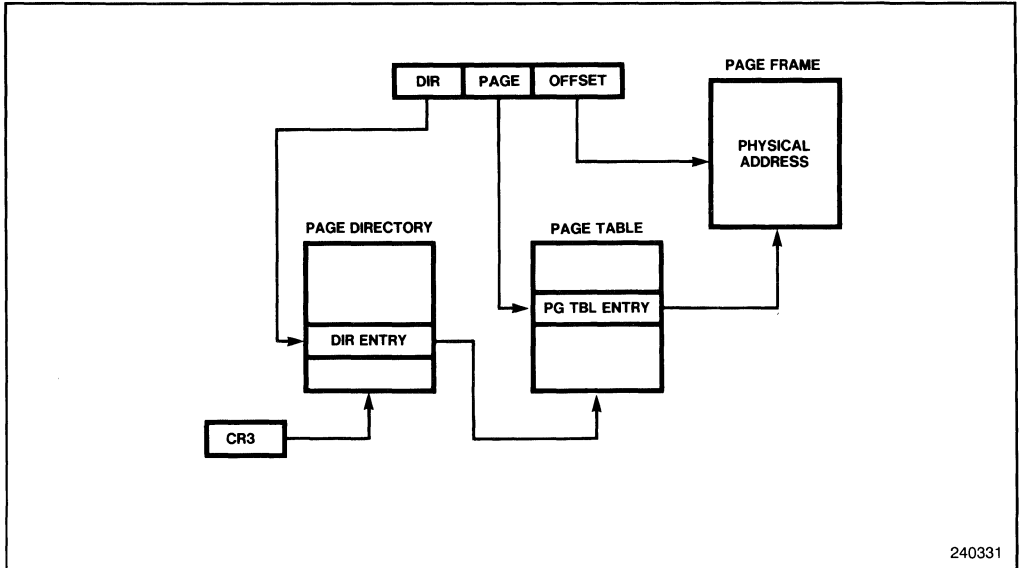 PAGE FRAME
DIR PAGE OFFSET
PHYSICAL
ADDRESS
PAGE DIRECTORY
PAGE TABLE
PG TBL ENTRY
DIR ENTRY
CR3
240331